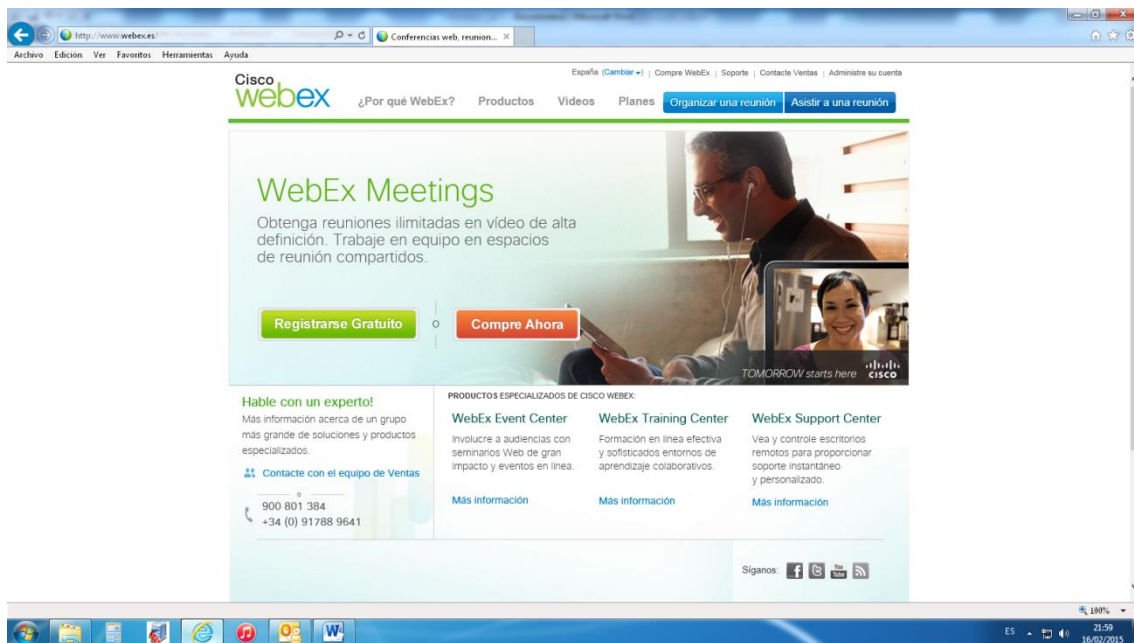 http://www.webex.es/
Conferencias web, reunion...
Archivo Edición Ver Favoritos Herramientas Ayuda
España (Cambiar) | Compre WebEx | Soporte | Contacte Ventas | Administre su cuenta
Cisco
webex
¿Por qué WebEx? Productos Videos Planes Organizar una reunión Asistir a una reunión
WebEx Meetings
Obtenga reuniones ilimitadas en vídeo de alta
definición. Trabaje en equipo en espacios
de reunión compartidos.
Registrarse Gratuito o Compre Ahora
TOMORROW starts here CISCO
Hable con un experto!
Más información acerca de un grupo
más grande de soluciones y productos
especializados.
Contacte con el equipo de Ventas
o
900 801 384
+34 (0) 91788 9641
PRODUCTOS ESPECIALIZADOS DE CISCO WEBEX:
WebEx Event Center
Involucre a audiencias con
seminarios Web de gran
impacto y eventos en línea.
Más información
WebEx Training Center
Formación en línea efectiva
y sofisticados entornos de
aprendizaje colaborativos.
Más información
WebEx Support Center
Vea y controle escritorios
remotos para proporcionar
soporte instantáneo
y personalizado.
Más información
Síganos:
100%
ES
21:59
16/02/2015